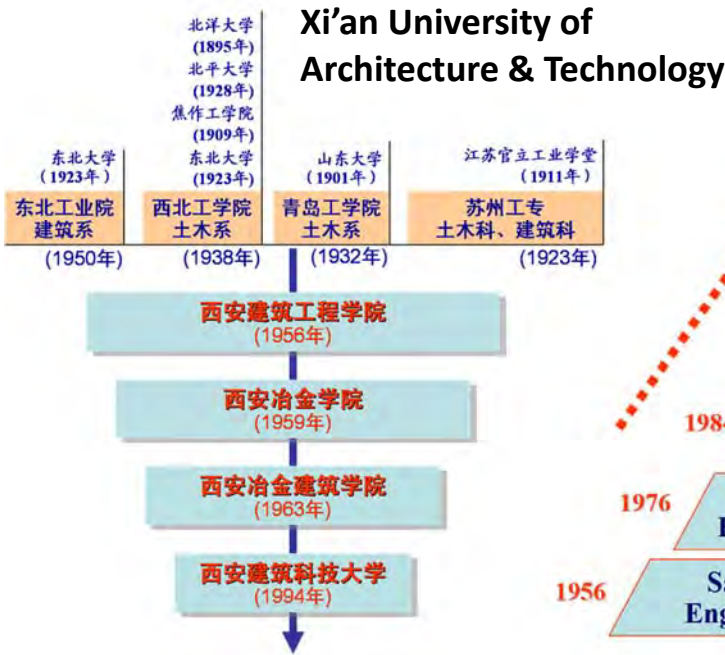 Xi’an University of
Architecture & Technology
北洋大学
(1895年)
北平大学
(1928年)
焦作工学院
(1909年)
东北大学
(1923年)
东北大学
(1923年)
山东大学
(1901年)
江苏官立工业学堂
(1911年)
东北工业院
建筑系
(1950年)
西北工学院
土木系
(1938年)
青岛工学院
土木系
(1932年)
苏州工专
土木科、建筑科
(1923年)
西安建筑工程学院
(1956年)
西安冶金学院
(1959年)
西安冶金建筑学院
(1963年)
西安建筑科技大学
(1994年)
1984
1976
1956
Eng